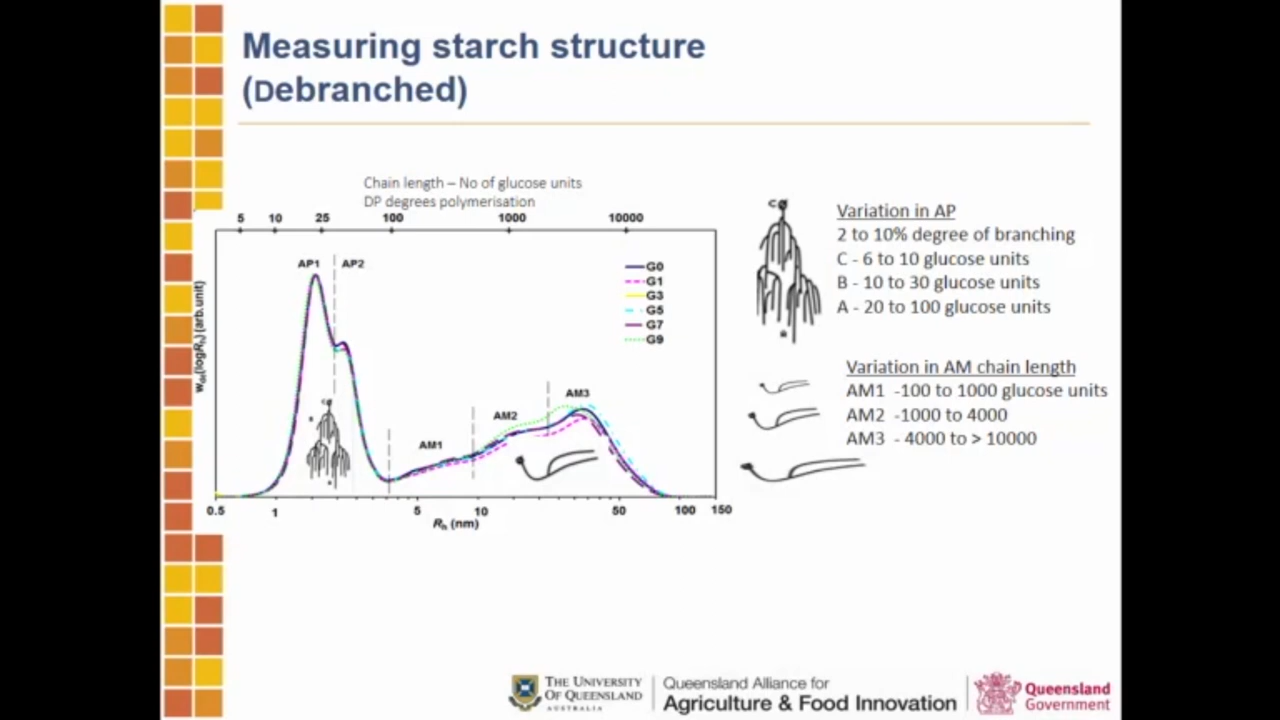 Measuring starch structure
(Debranched)
Chain length – No of glucose units
DP degrees polymerisation
5 10 25 100 1000 10000
AP1 AP2
G0
G1
G3
G5
G7
G9
AM1 AM2 AM3
w_de(logR_h) (arb.unit)
0.5 1 5 10 50 100 150
R_h (nm)
Variation in AP
2 to 10% degree of branching
C - 6 to 10 glucose units
B - 10 to 30 glucose units
A - 20 to 100 glucose units
Variation in AM chain length
AM1 -100 to 1000 glucose units
AM2 -1000 to 4000
AM3 - 4000 to > 10000
THE UNIVERSITY
OF QUEENSLAND
AUSTRALIA
Queensland Alliance for
Agriculture & Food Innovation
Queensland
Government